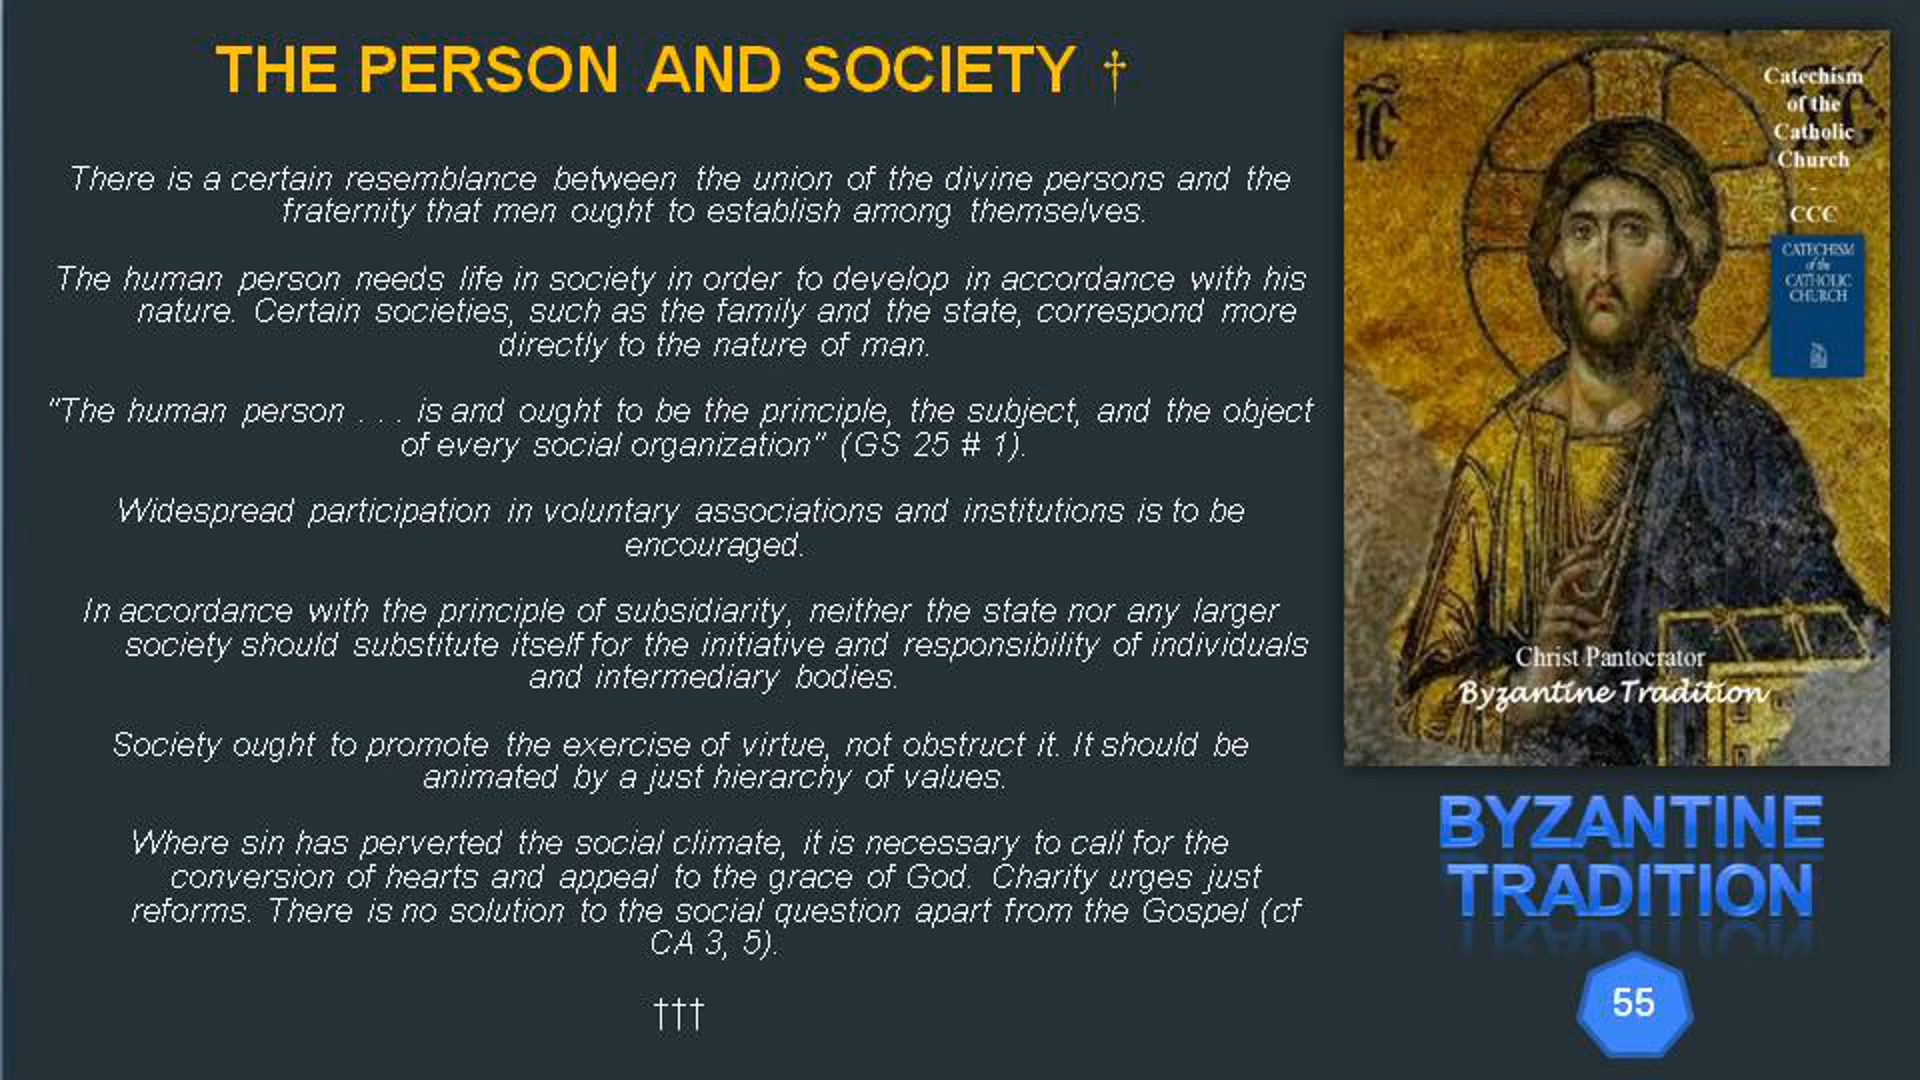 THE PERSON AND SOCIETY †
There is a certain resemblance between the union of the divine persons and the
fraternity that men ought to establish among themselves.
The human person needs life in society in order to develop in accordance with his
nature. Certain societies, such as the family and the state, correspond more
directly to the nature of man.
"The human person . . . is and ought to be the principle, the subject, and the object
of every social organization" (GS 25 # 1).
Widespread participation in voluntary associations and institutions is to be
encouraged.
In accordance with the principle of subsidiarity, neither the state nor any larger
society should substitute itself for the initiative and responsibility of individuals
and intermediary bodies.
Society ought to promote the exercise of virtue, not obstruct it. It should be
animated by a just hierarchy of values.
Where sin has perverted the social climate, it is necessary to call for the
conversion of hearts and appeal to the grace of God. Charity urges just
reforms. There is no solution to the social question apart from the Gospel (cf
CA 3, 5).
†††
Catechism
of the
Catholic
Church
-
CCC
CATECHISM
of the
CATHOLIC
CHURCH
Christ Pantocrator
Byzantine Tradition
BYZANTINE
TRADITION
55